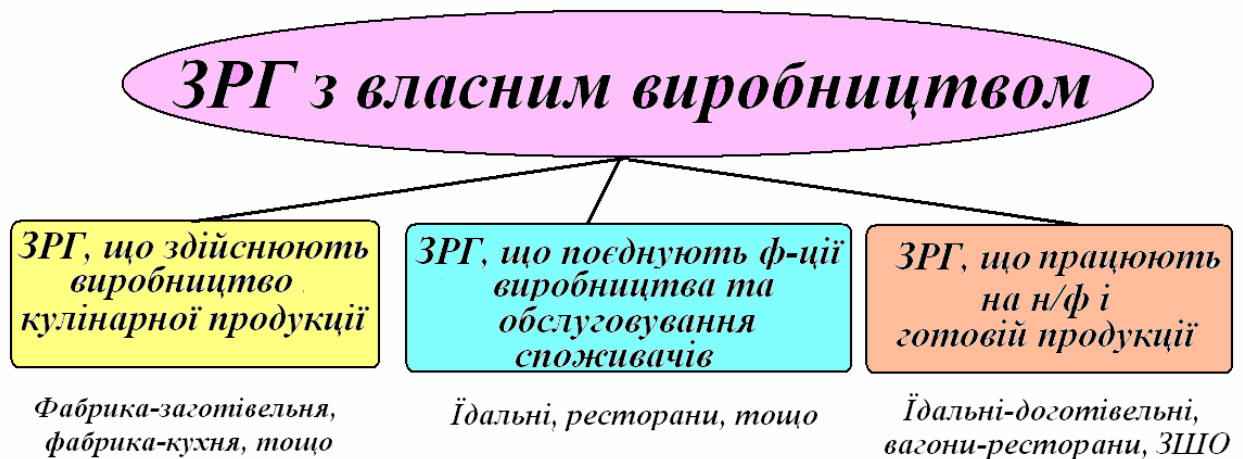 ЗРГ з власним виробництвом
ЗРГ, що здійснюють
виробництво
кулінарної продукції
ЗРГ, що поєднують ф-ції
виробництва та
обслуговування
споживачів
ЗРГ, що працюють
на н/ф і
готовій продукції
Фабрика-заготівельня,
фабрика-кухня, тощо
Їдальні, ресторани, тощо
Їдальні-доготівельні,
вагони-ресторани, ЗШО